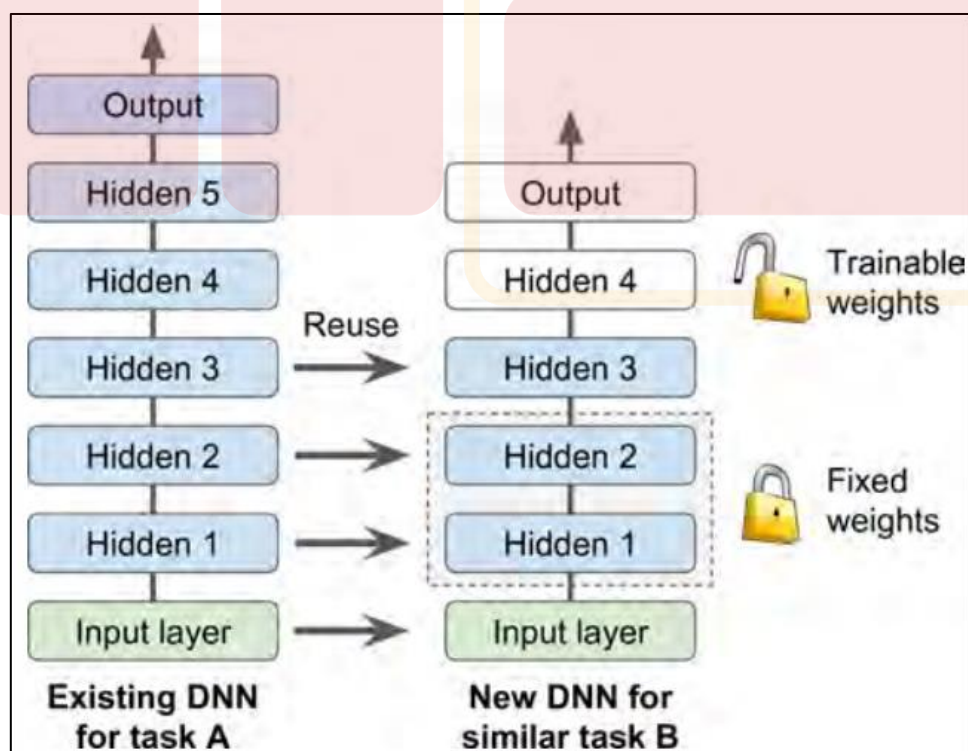 Output
Hidden 5
Hidden 4
Hidden 3
Hidden 2
Hidden 1
Input layer
Existing DNN
for task A
Reuse
Output
Hidden 4
Hidden 3
Hidden 2
Hidden 1
Input layer
New DNN for
similar task B
Trainable
weights
Fixed
weights